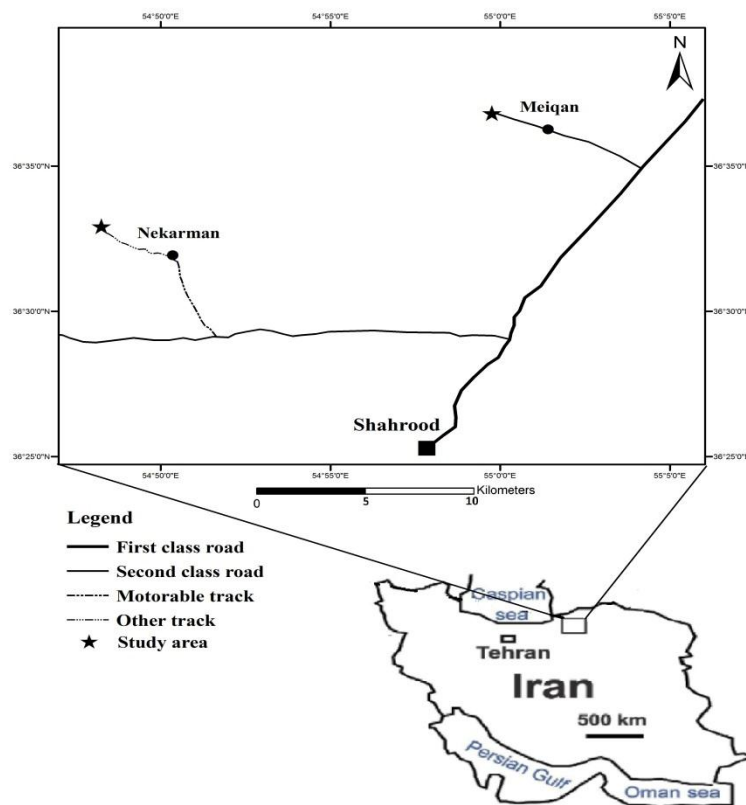 54°50'0"E 54°55'0"E 55°0'0"E 55°5'0"E
N
Meiqan
36°35'0"N 36°35'0"N
Nekarman
36°30'0"N 36°30'0"N
Shahrood
36°25'0"N 36°25'0"N
54°50'0"E 54°55'0"E 55°0'0"E 55°5'0"E
Kilometers
0 5 10
Legend
First class road
Second class road
Motorable track
Other track
Study area
Caspian
sea
Tehran
Iran
500 km
Persian Gulf
Oman sea